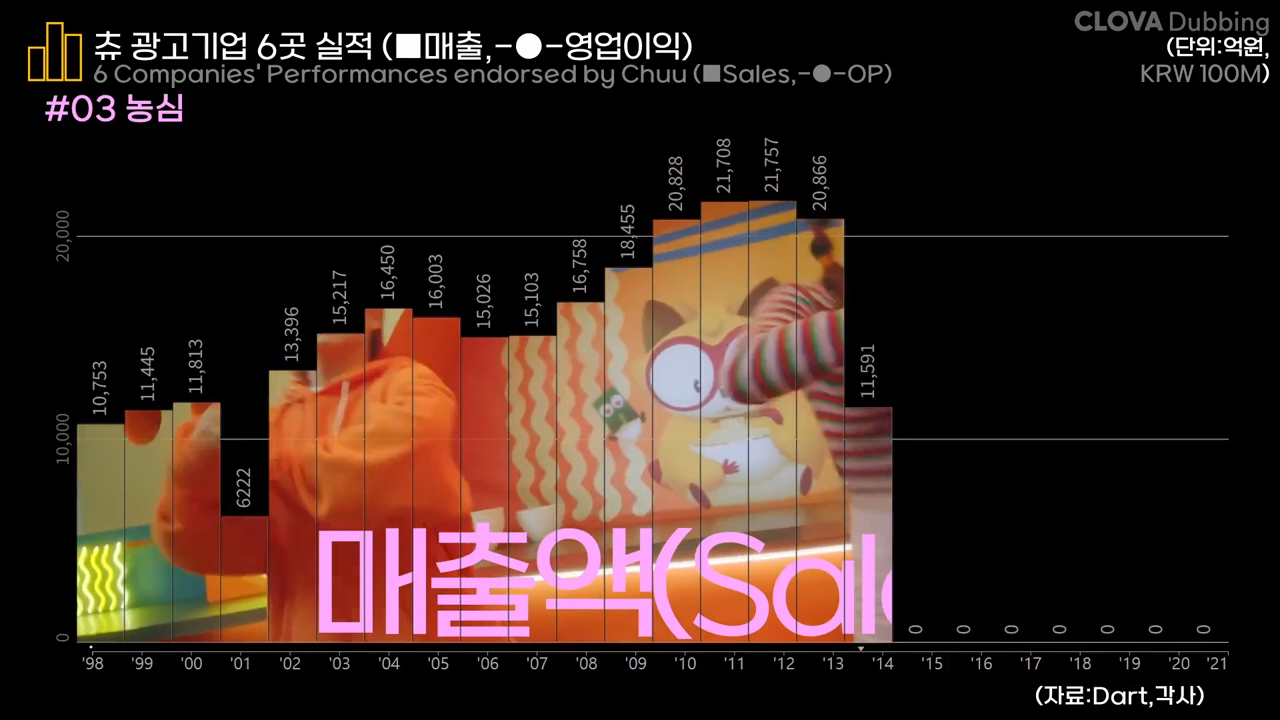 CLOVA Dubbing
츄 광고기업 6곳 실적 (■매출,-●-영업이익)
(단위:억원,
6 Companies' Performances endorsed by Chuu (■Sales,-●-OP)
KRW 100M)
#03 농심
20,000
10,000
0
10,753
11,445
11,813
6222
13,396
15,217
16,450
16,003
15,026
15,103
16,758
18,455
20,828
21,708
21,757
20,866
11,591
0 0 0 0 0 0 0
매출액(Sal
'98 '99 '00 '01 '02 '03 '04 '05 '06 '07 '08 '09 '10 '11 '12 '13 '14 '15 '16 '17 '18 '19 '20 '21
(자료:Dart,각사)